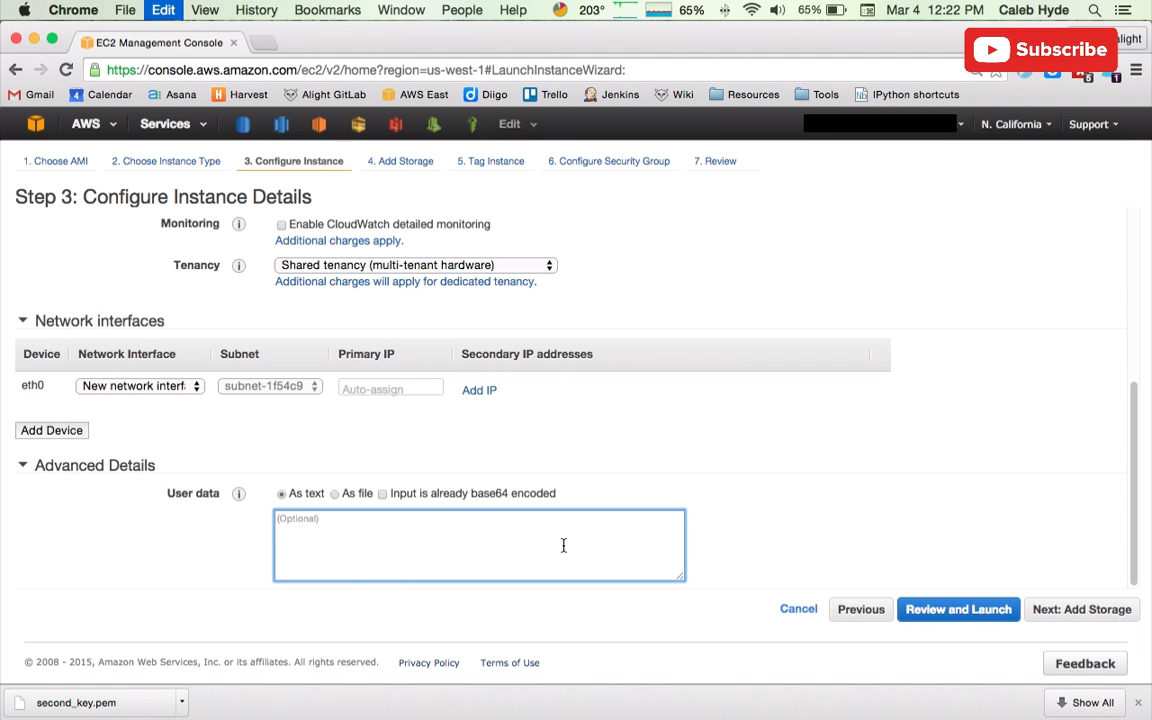 Chrome File Edit View History Bookmarks Window People Help 203° 65% 65% Mar 4 12:22 PM Caleb Hyde
EC2 Management Console
light
Subscribe
https://console.aws.amazon.com/ec2/v2/home?region=us-west-1#LaunchInstanceWizard:
Gmail Calendar Asana Harvest Alight GitLab AWS East Diigo Trello Jenkins Wiki Resources Tools IPython shortcuts
AWS Services Edit N. California Support
1. Choose AMI 2. Choose Instance Type 3. Configure Instance 4. Add Storage 5. Tag Instance 6. Configure Security Group 7. Review
Step 3: Configure Instance Details
Monitoring Enable CloudWatch detailed monitoring
Additional charges apply.
Tenancy Shared tenancy (multi-tenant hardware)
Additional charges will apply for dedicated tenancy.
Network interfaces
Device Network Interface Subnet Primary IP Secondary IP addresses
eth0 New network interf subnet-1f54c9 Auto-assign Add IP
Add Device
Advanced Details
User data As text As file Input is already base64 encoded
(Optional)
Cancel Previous Review and Launch Next: Add Storage
© 2008 - 2015, Amazon Web Services, Inc. or its affiliates. All rights reserved. Privacy Policy Terms of Use
Feedback
second_key.pem Show All